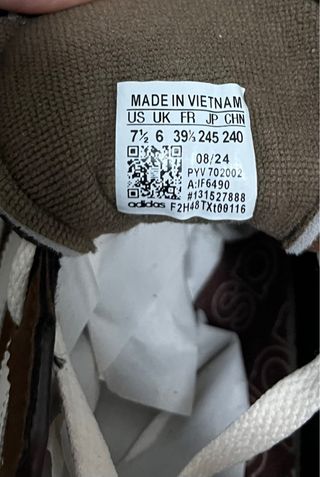 MADE IN VIETNAM
US UK FR JP CHN
7½ 6 39⅓ 245 240
08/24
PYV 702002
A:IF6490
#131527888
adidas F2H48TXt00116